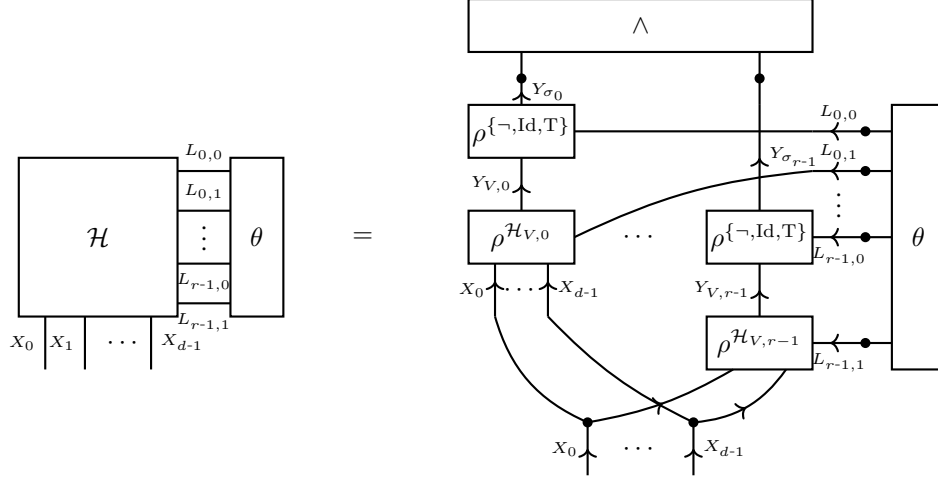 ∧
Y_{σ_0}
ρ^{{¬,Id,T}}
L_{0,0}
L_{0,0}
L_{0,1}
Y_{σ_{r-1}}
L_{0,1}
Y_{V,0}
⋮
ℋ
⋮
θ
=
ρ^{ℋ_{V,0}}
⋯
ρ^{{¬,Id,T}}
θ
L_{r-1,0}
L_{r-1,0}
X_0
⋯
X_{d-1}
Y_{V,r-1}
L_{r-1,1}
X_0
X_1
⋯
X_{d-1}
ρ^{ℋ_{V,r-1}}
L_{r-1,1}
X_0
⋯
X_{d-1}